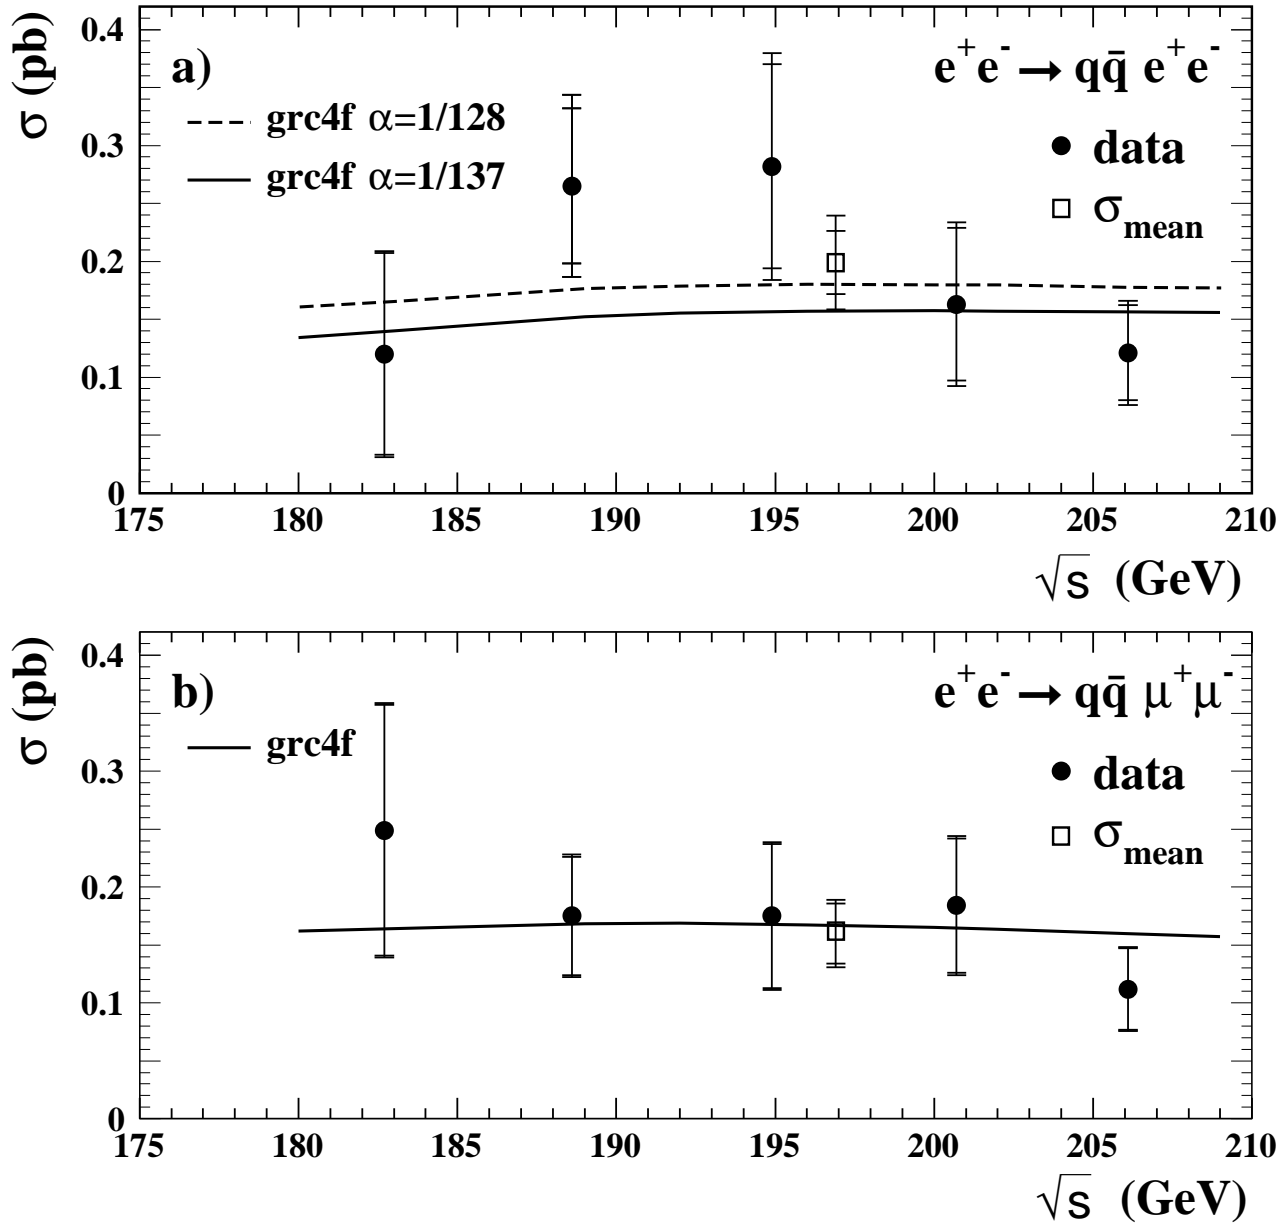 σ (pb)
0.4
0.3
0.2
0.1
0
a)
e⁺e⁻ → qq̄ e⁺e⁻
grc4f α=1/128
grc4f α=1/137
data
σ_mean
175 180 185 190 195 200 205 210
√s (GeV)
σ (pb)
0.4
0.3
0.2
0.1
0
b)
e⁺e⁻ → qq̄ μ⁺μ⁻
grc4f
data
σ_mean
175 180 185 190 195 200 205 210
√s (GeV)